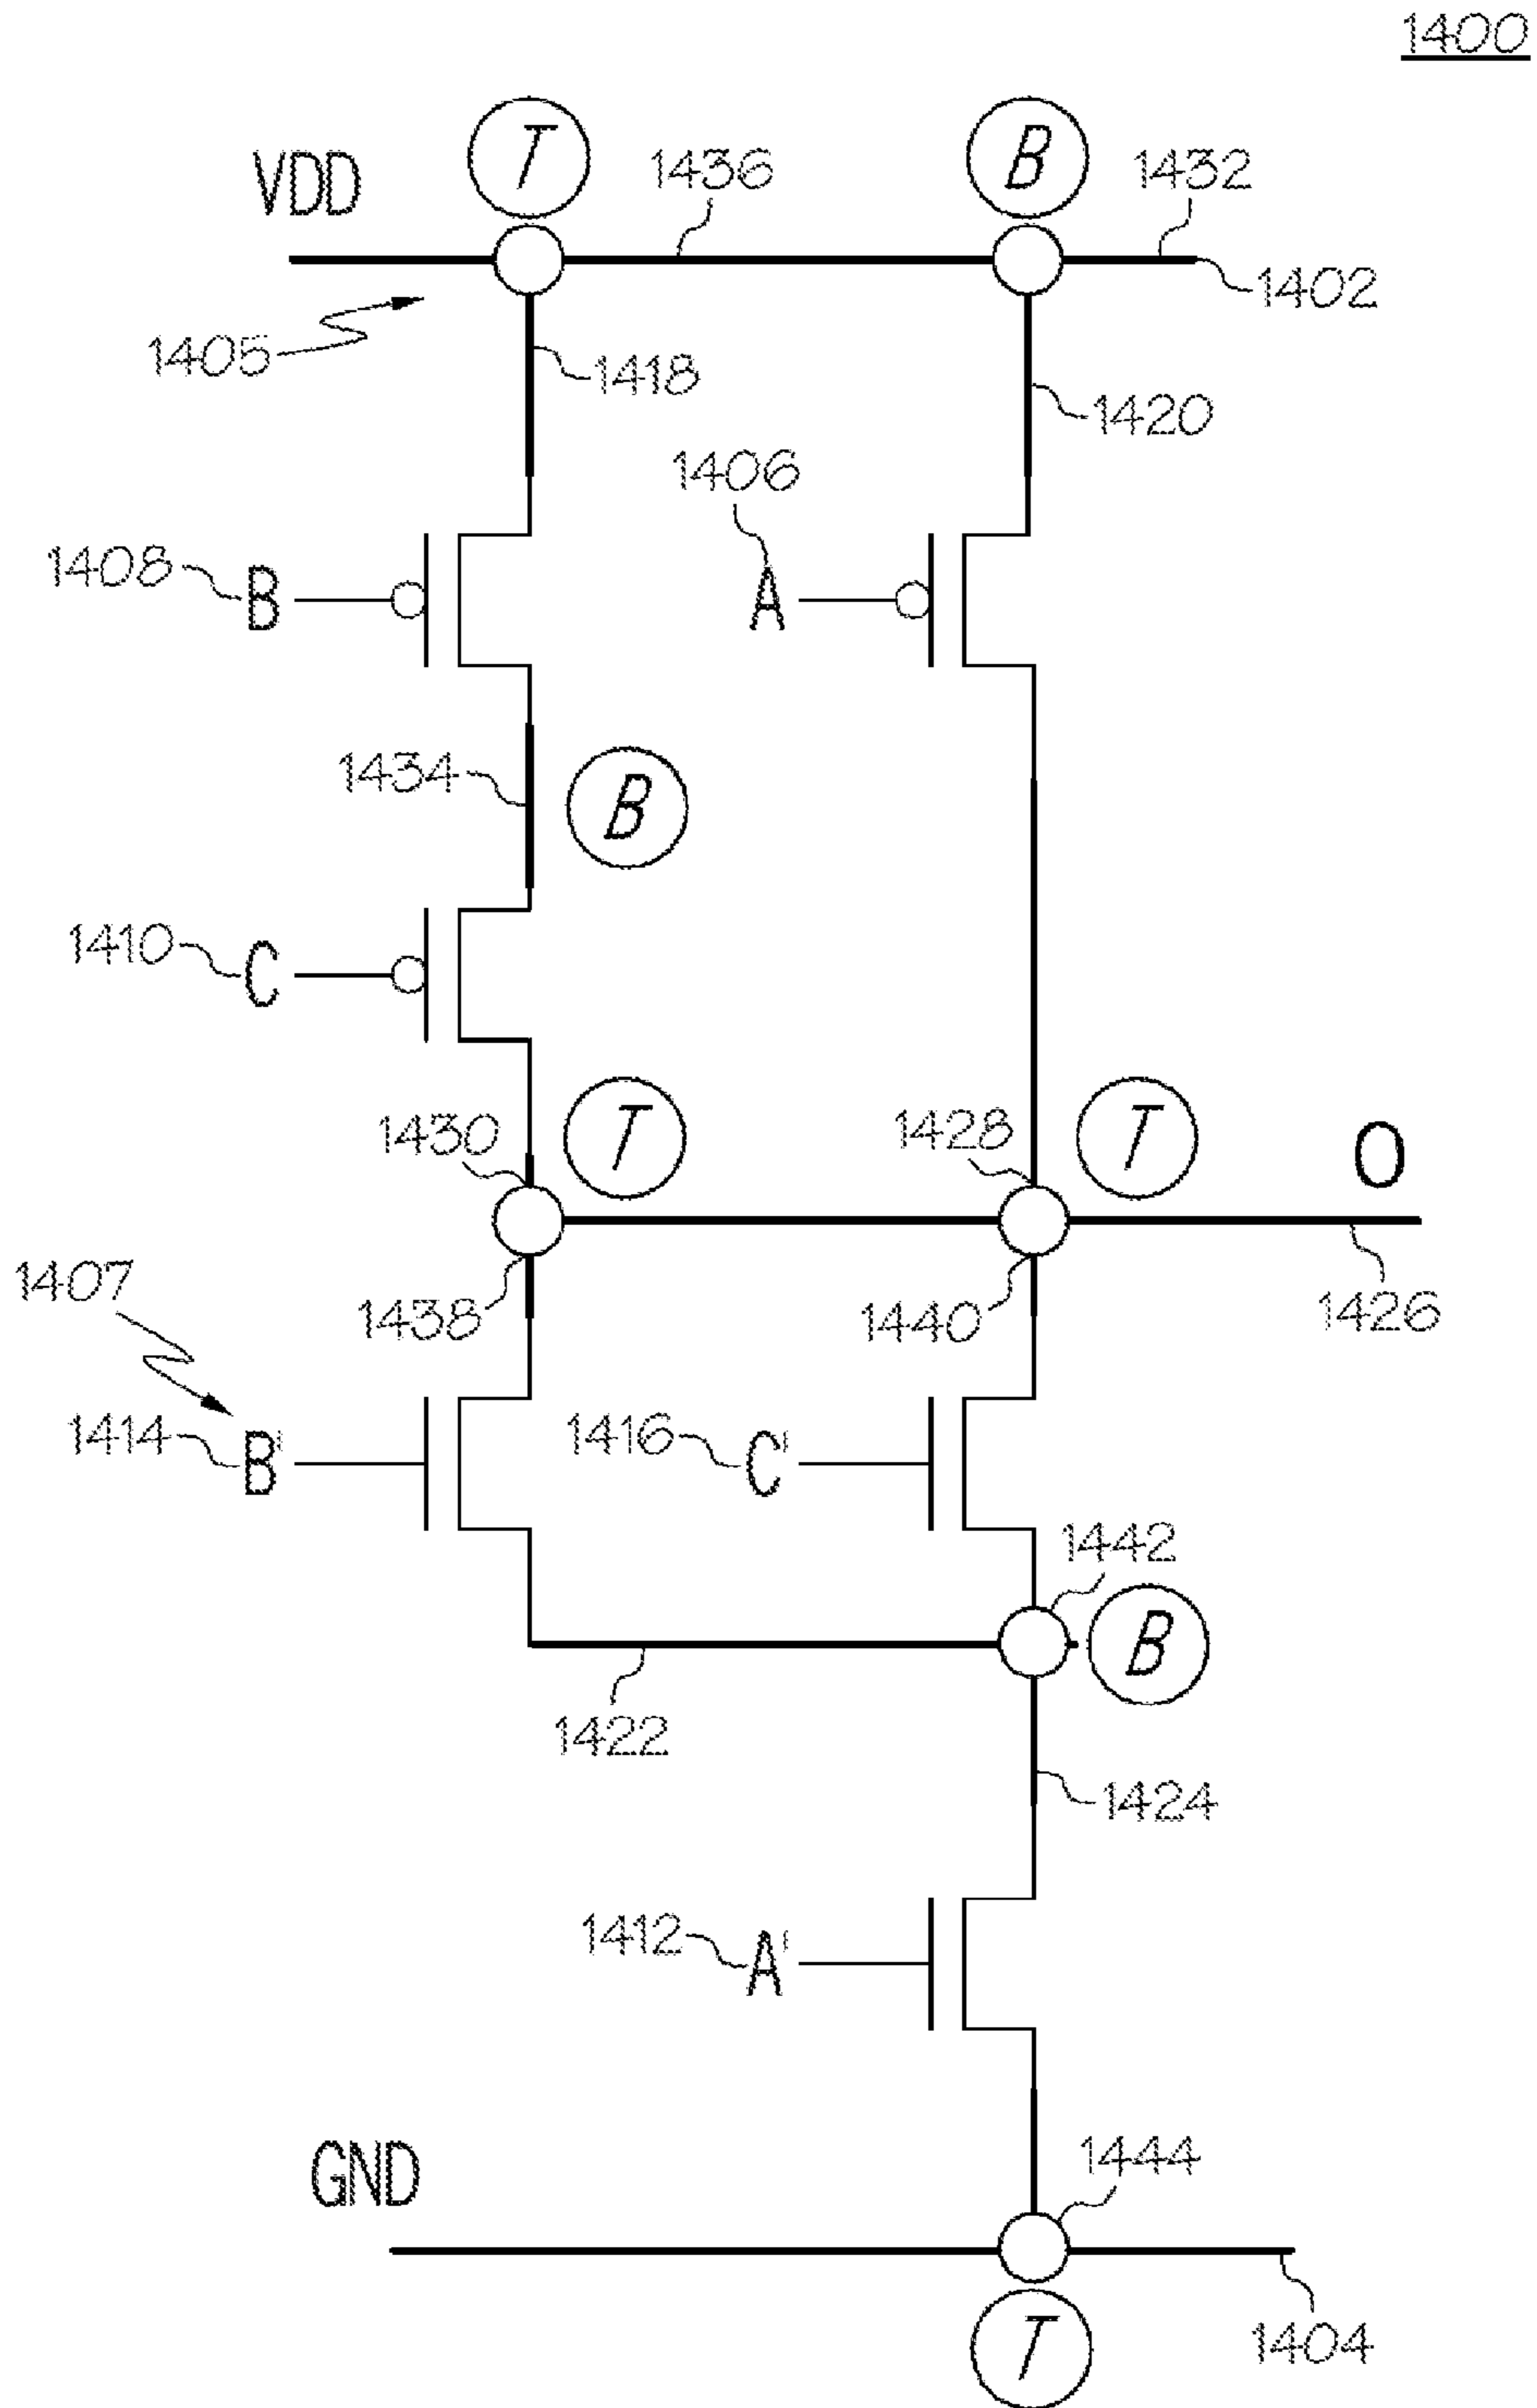 1400
T B
VDD 1436 1432
1402
1405 1418
1420
1406
1408 B A
1434 B
1410 C
1430 T 1428 T O
1407 1438 1440 1426
1414 B' 1416 C'
1442
B
1422
1424
1412 A'
GND 1444
T 1404